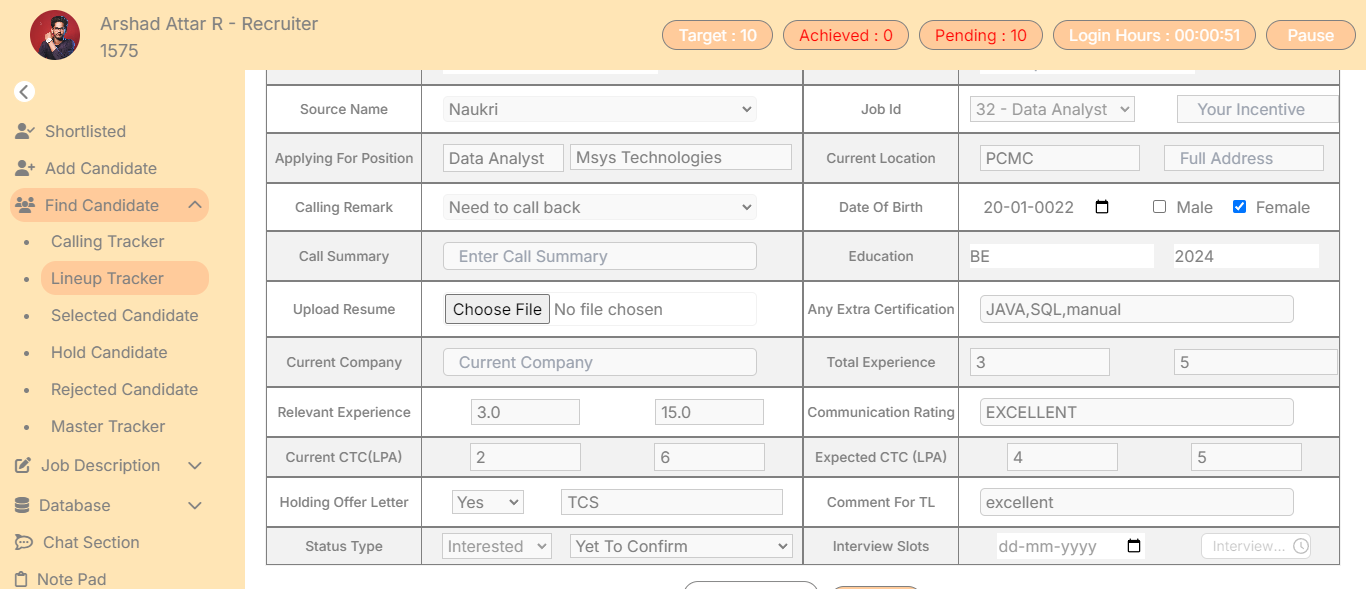 Arshad Attar R - Recruiter
1575
Target : 10
Achieved : 0
Pending : 10
Login Hours : 00:00:51
Pause
Shortlisted
Add Candidate
Find Candidate
Calling Tracker
Lineup Tracker
Selected Candidate
Hold Candidate
Rejected Candidate
Master Tracker
Job Description
Database
Chat Section
Note Pad
Source Name Naukri Job Id 32 - Data Analyst Your Incentive
Applying For Position Data Analyst Msys Technologies Current Location PCMC Full Address
Calling Remark Need to call back Date Of Birth 20-01-0022 Male Female
Call Summary Enter Call Summary Education BE 2024
Upload Resume Choose File No file chosen Any Extra Certification JAVA,SQL,manual
Current Company Current Company Total Experience 3 5
Relevant Experience 3.0 15.0 Communication Rating EXCELLENT
Current CTC(LPA) 2 6 Expected CTC (LPA) 4 5
Holding Offer Letter Yes TCS Comment For TL excellent
Status Type Interested Yet To Confirm Interview Slots dd-mm-yyyy Interview...